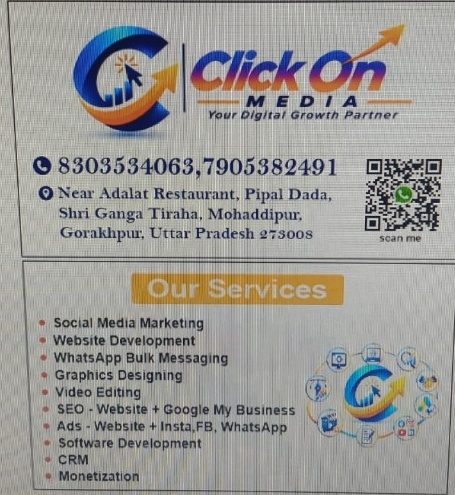 Click On
MEDIA
Your Digital Growth Partner
8303534063,7905382491
Near Adalat Restaurant, Pipal Dada,
Shri Ganga Tiraha, Mohaddipur,
Gorakhpur, Uttar Pradesh 273008
scan me
Our Services
Social Media Marketing
Website Development
WhatsApp Bulk Messaging
Graphics Designing
Video Editing
SEO - Website + Google My Business
Ads - Website + Insta,FB, WhatsApp
Software Development
CRM
Monetization